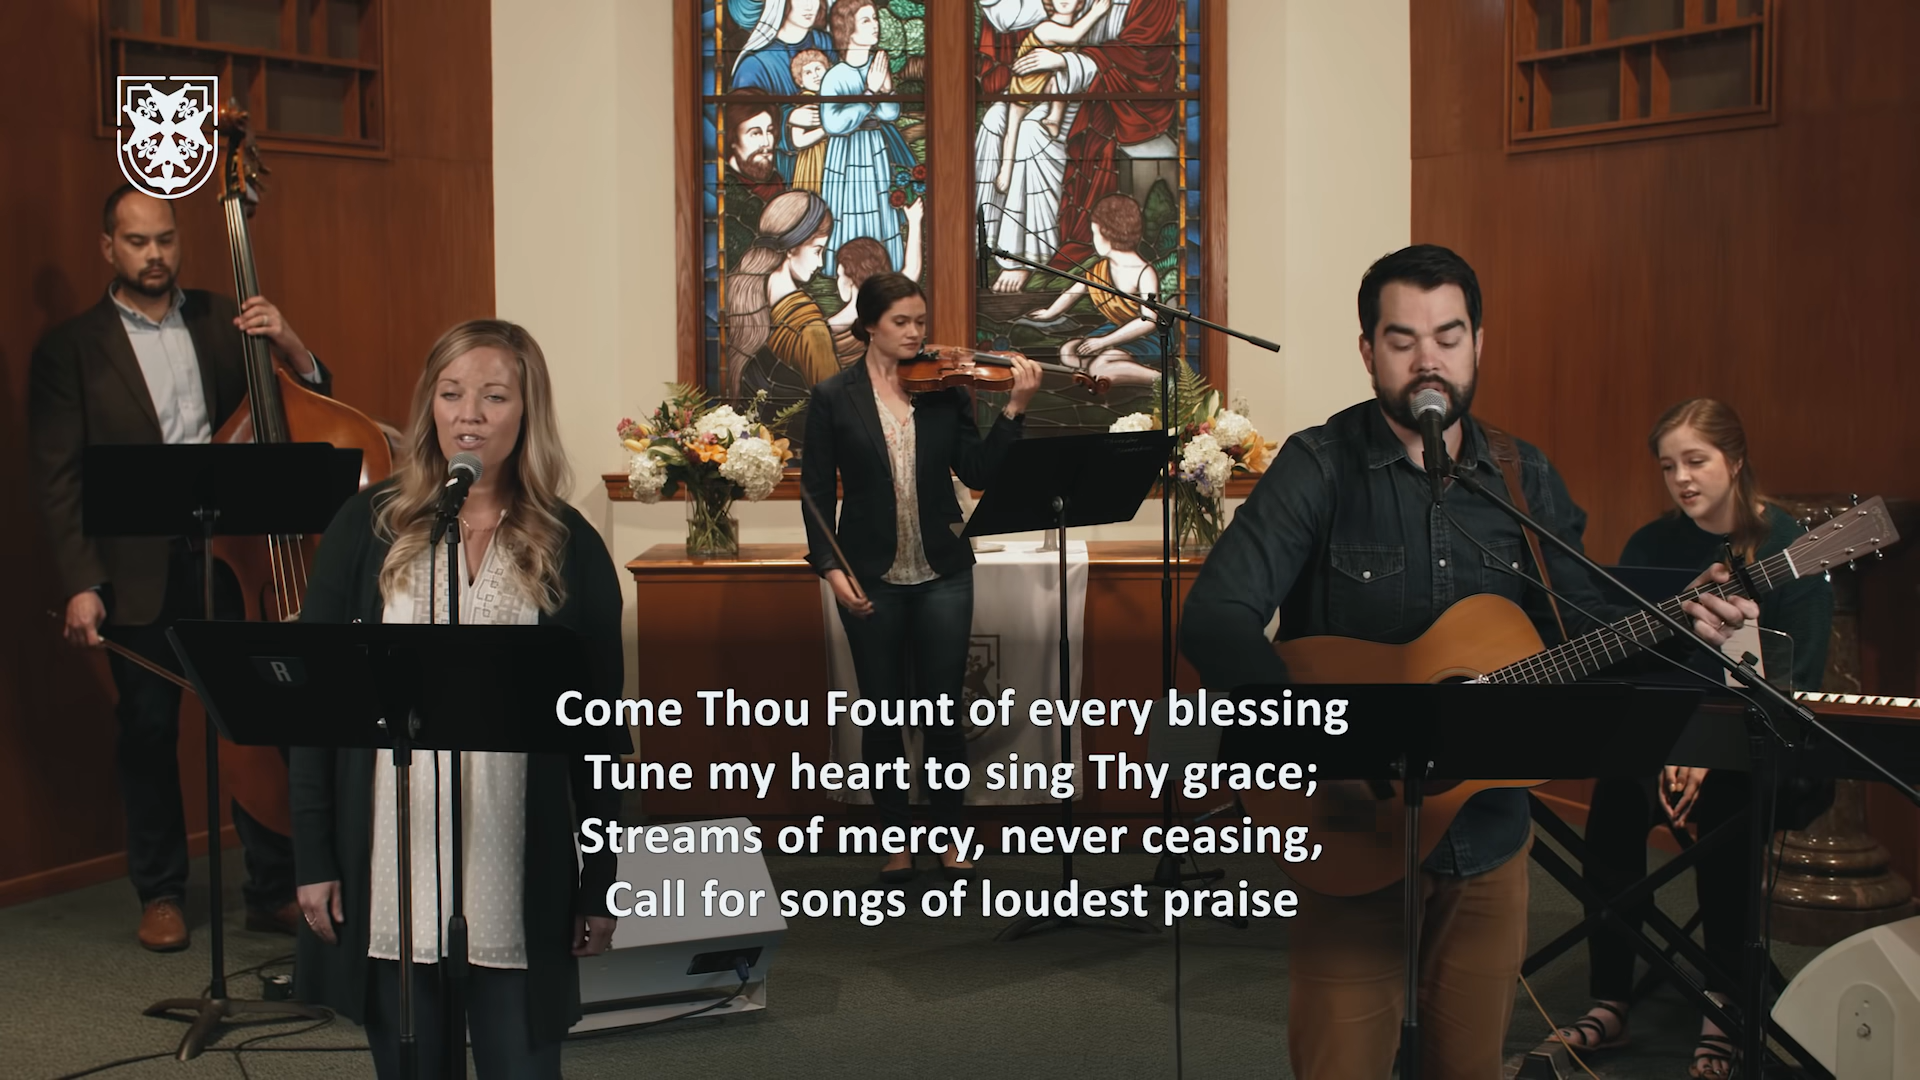 R
Come Thou Fount of every blessing
Tune my heart to sing Thy grace;
Streams of mercy, never ceasing,
Call for songs of loudest praise